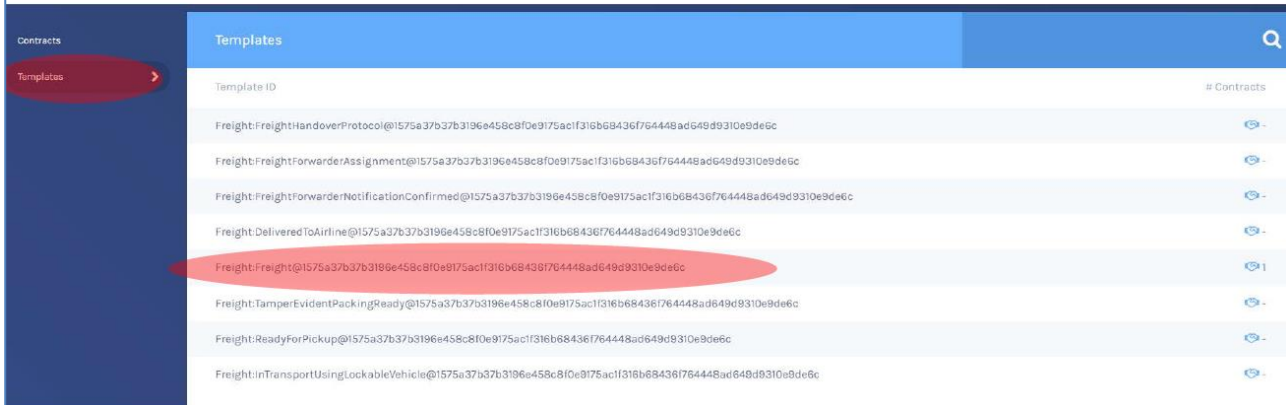 Contracts
Templates
Templates
Template ID
# Contracts
Freight:FreightHandoverProtocol@1575a37b37b3196e458c8f0e9175ac1f316b68436f764448ad649d9310e9de6c
-
Freight:FreightForwarderAssignment@1575a37b37b3196e458c8f0e9175ac1f316b68436f764448ad649d9310e9de6c
-
Freight:FreightForwarderNotificationConfirmed@1575a37b37b3196e458c8f0e9175ac1f316b68436f764448ad649d9310e9de6c
-
Freight:DeliveredToAirline@1575a37b37b3196e458c8f0e9175ac1f316b68436f764448ad649d9310e9de6c
-
Freight:Freight@1575a37b37b3196e458c8f0e9175ac1f316b68436f764448ad649d9310e9de6c
1
Freight:TamperEvidentPackingReady@1575a37b37b3196e458c8f0e9175ac1f316b68436f764448ad649d9310e9de6c
-
Freight:ReadyForPickup@1575a37b37b3196e458c8f0e9175ac1f316b68436f764448ad649d9310e9de6c
-
Freight:InTransportUsingLockableVehicle@1575a37b37b3196e458c8f0e9175ac1f316b68436f764448ad649d9310e9de6c
-